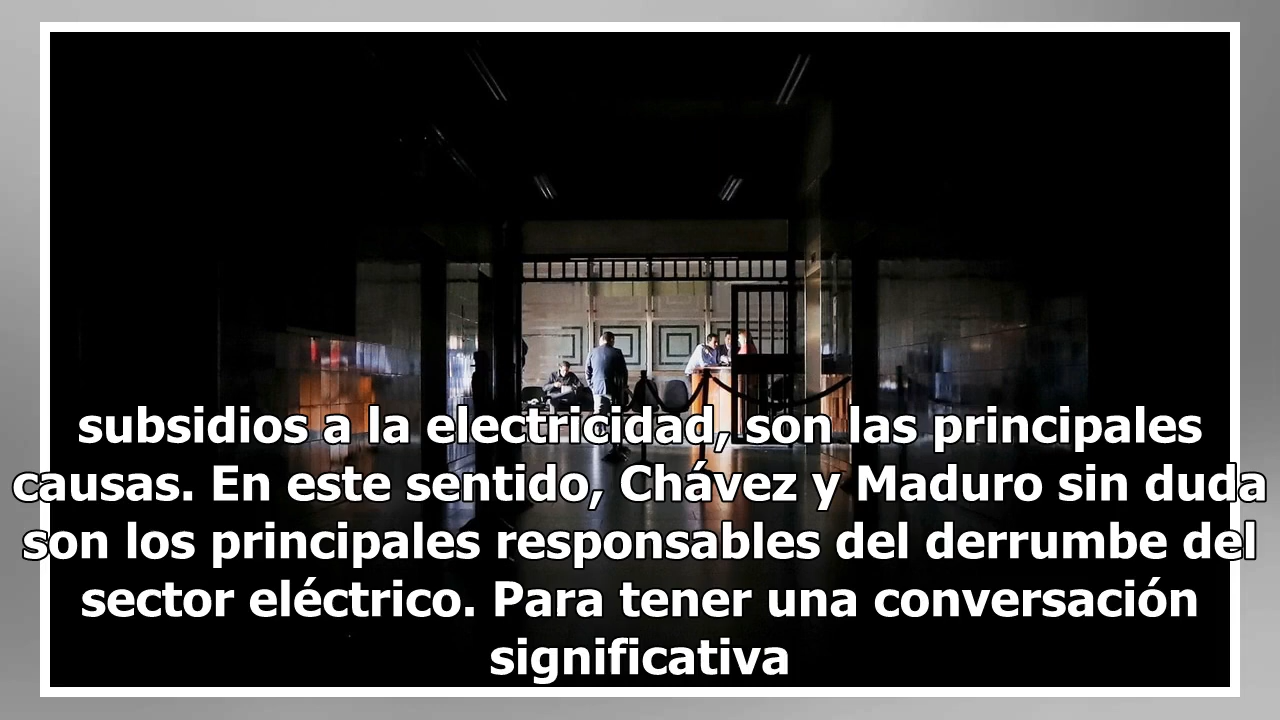 subsidios a la electricidad, son las principales
causas. En este sentido, Chávez y Maduro sin duda
son los principales responsables del derrumbe del
sector eléctrico. Para tener una conversación
significativa